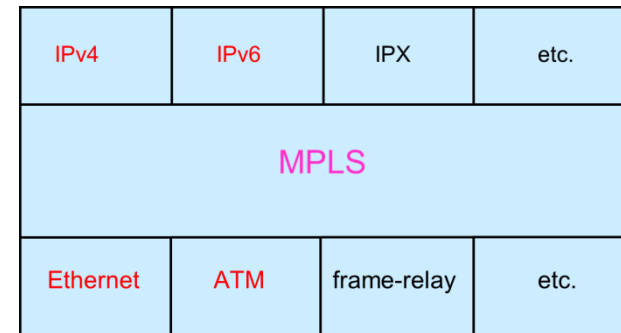 IPv4
IPv6
IPX
etc.
MPLS
Ethernet
ATM
frame-relay
etc.